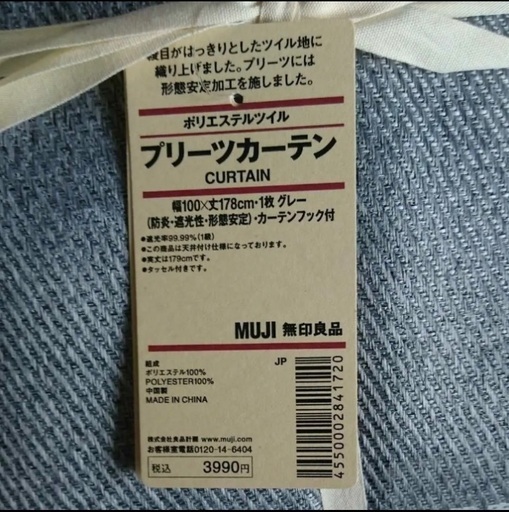 綾目がはっきりとしたツイル地に
織り上げました。プリーツには
形態安定加工を施しました。
ポリエステルツイル
プリーツカーテン
CURTAIN
幅100×丈178cm・1枚 グレー
(防炎・遮光性・形態安定)・カーテンフック付
●遮光率99.99%(1級)
●この商品は天井付け仕様になっております。
●実丈は179cmです。
●タッセル付きです。
MUJI 無印良品
JP
組成
ポリエステル100%
POLYESTER100%
中国製
MADE IN CHINA
4550002841720
株式会社良品計画 www.muji.com
お客様室電話0120-14-6404
税込 3990円